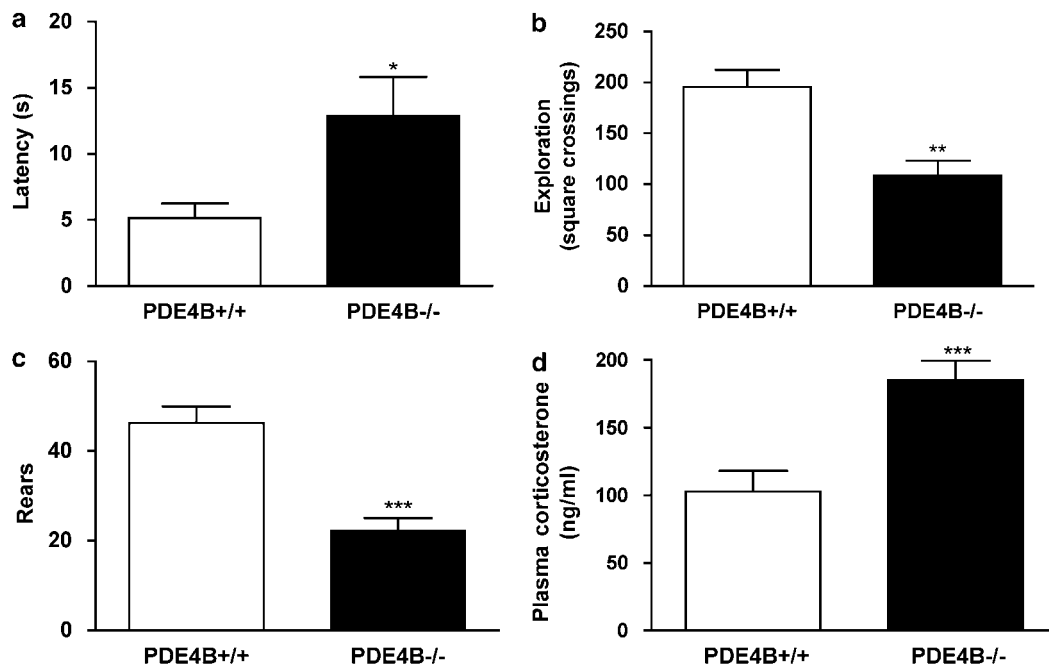 a
Latency (s)
20
15
10
5
0
*
PDE4B+/+ PDE4B-/-
b
Exploration
(square crossings)
250
200
150
100
50
0
**
PDE4B+/+ PDE4B-/-
c
Rears
60
40
20
0
***
PDE4B+/+ PDE4B-/-
d
Plasma corticosterone
(ng/ml)
200
150
100
50
0
***
PDE4B+/+ PDE4B-/-